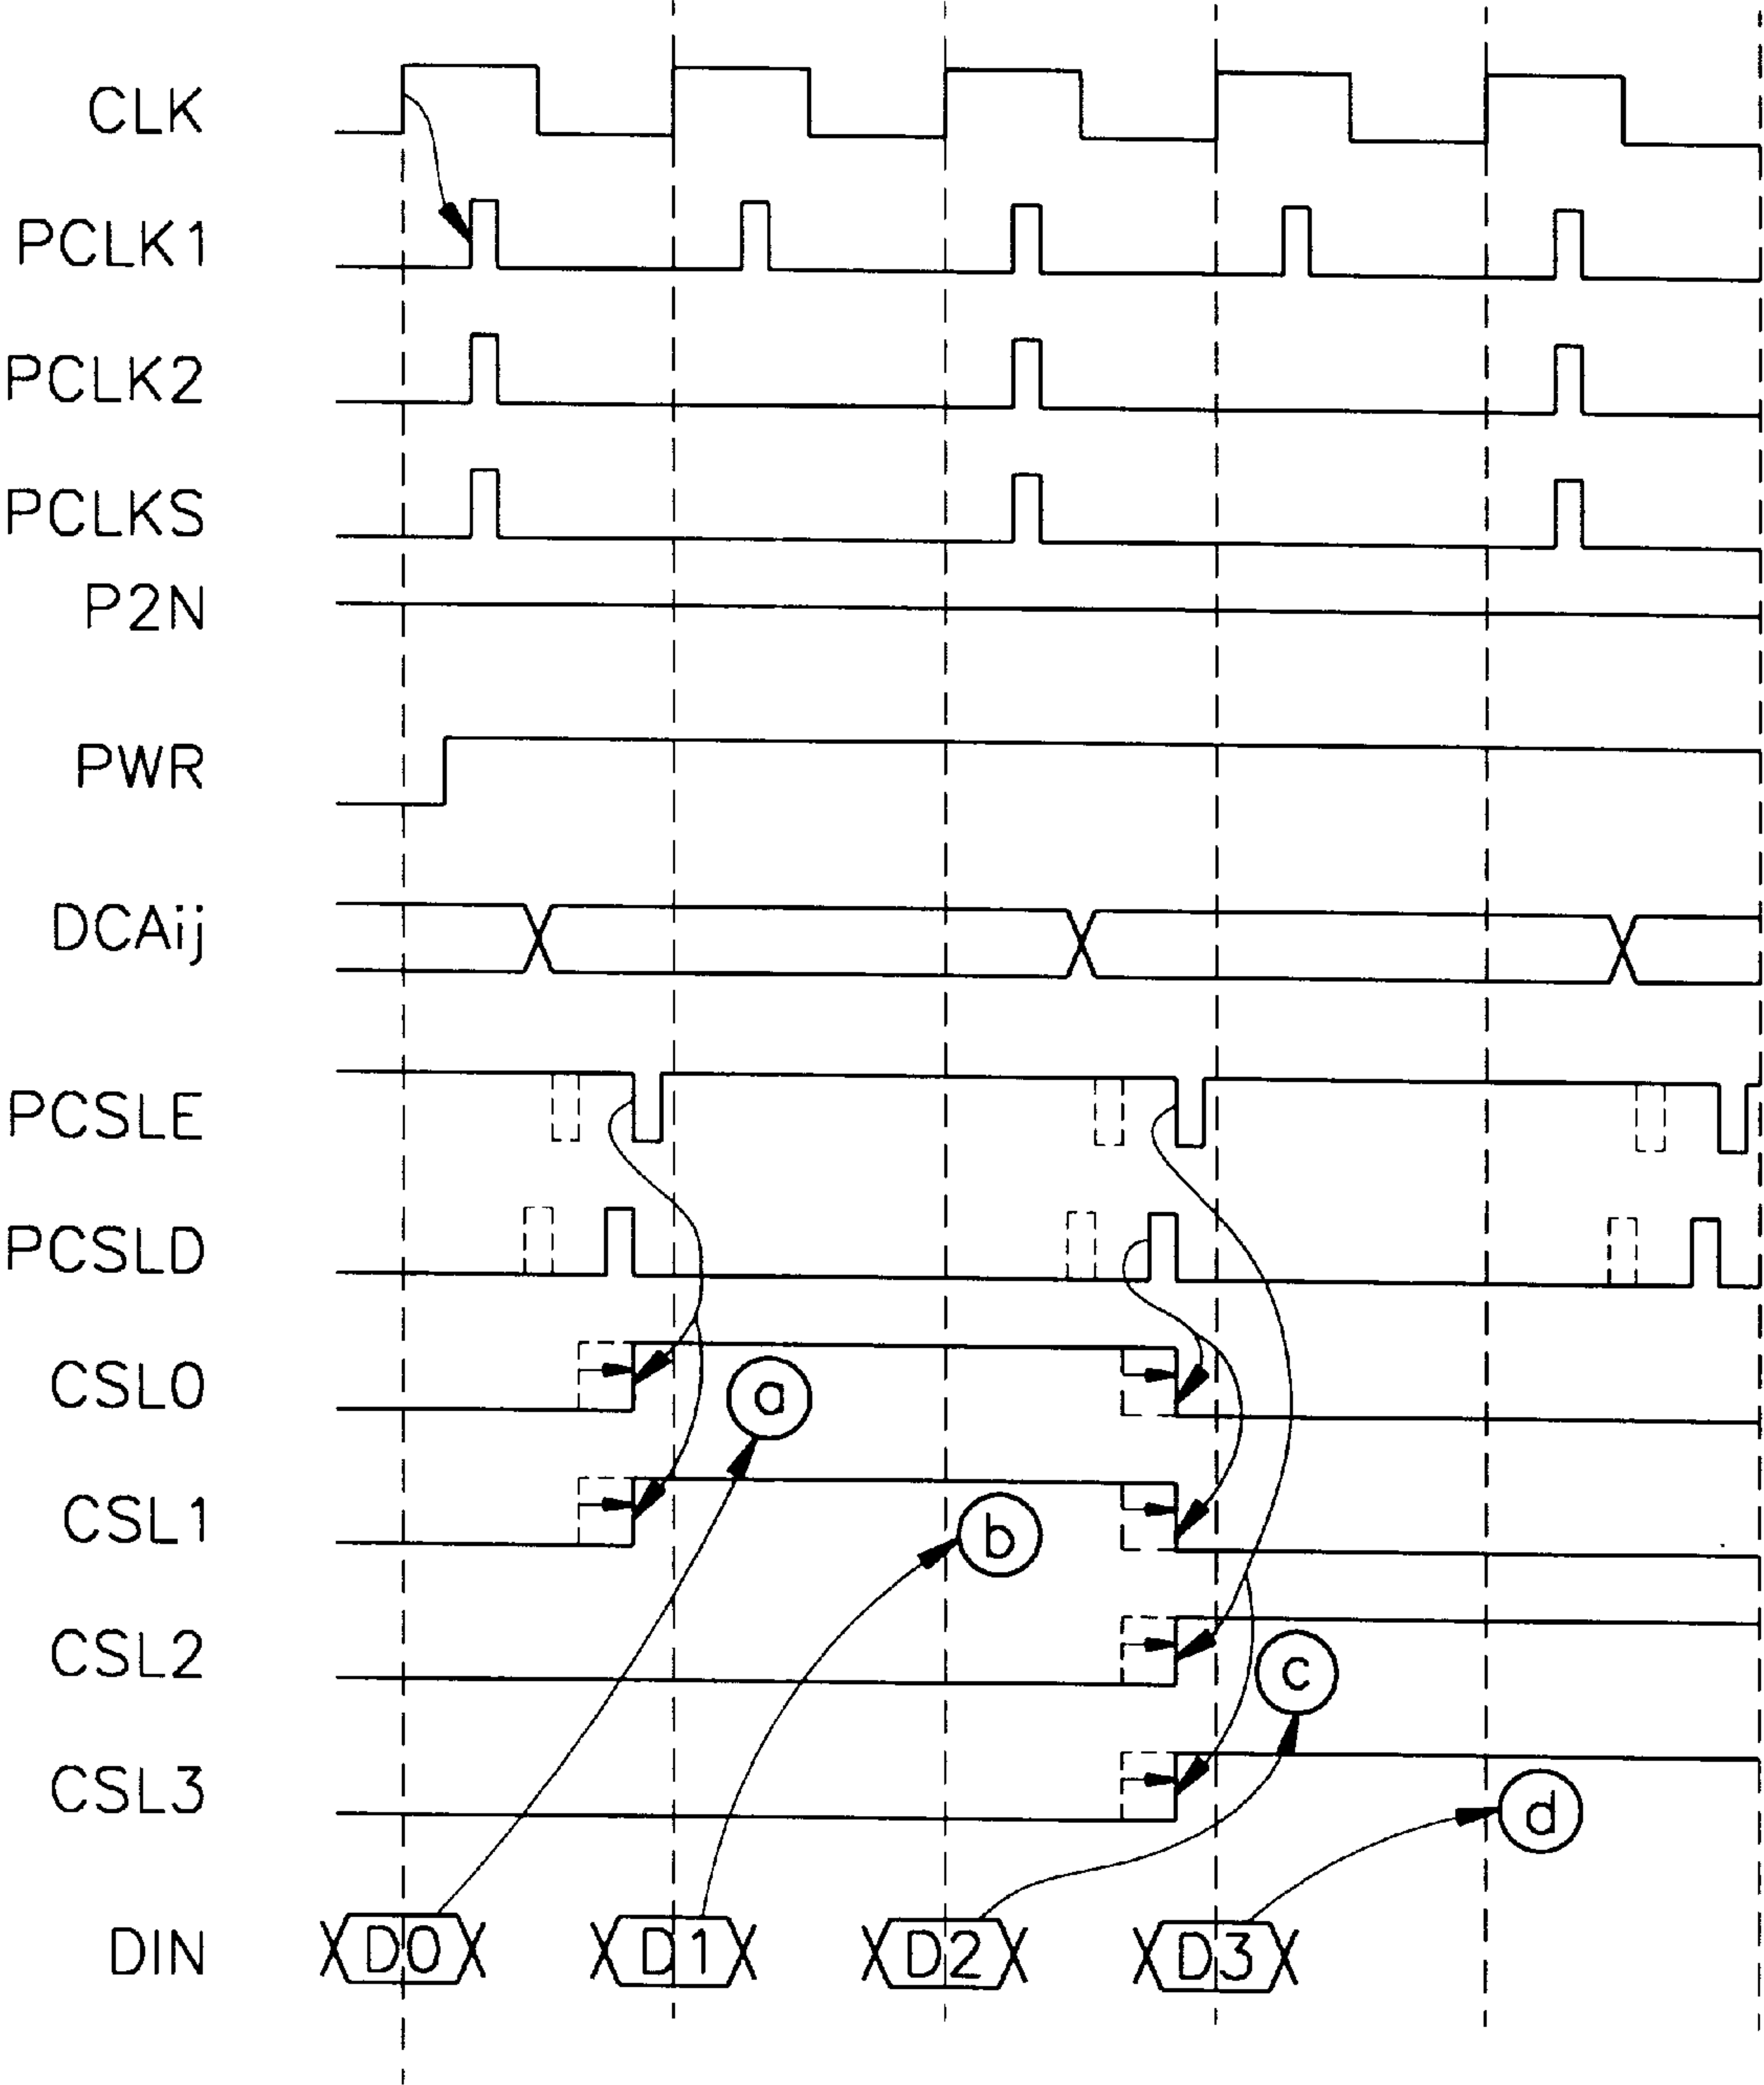 CLK
PCLK1
PCLK2
PCLKS
P2N
PWR
DCAij
PCSLE
PCSLD
CSL0
a
CSL1
b
CSL2
c
CSL3
d
DIN D0 D1 D2 D3